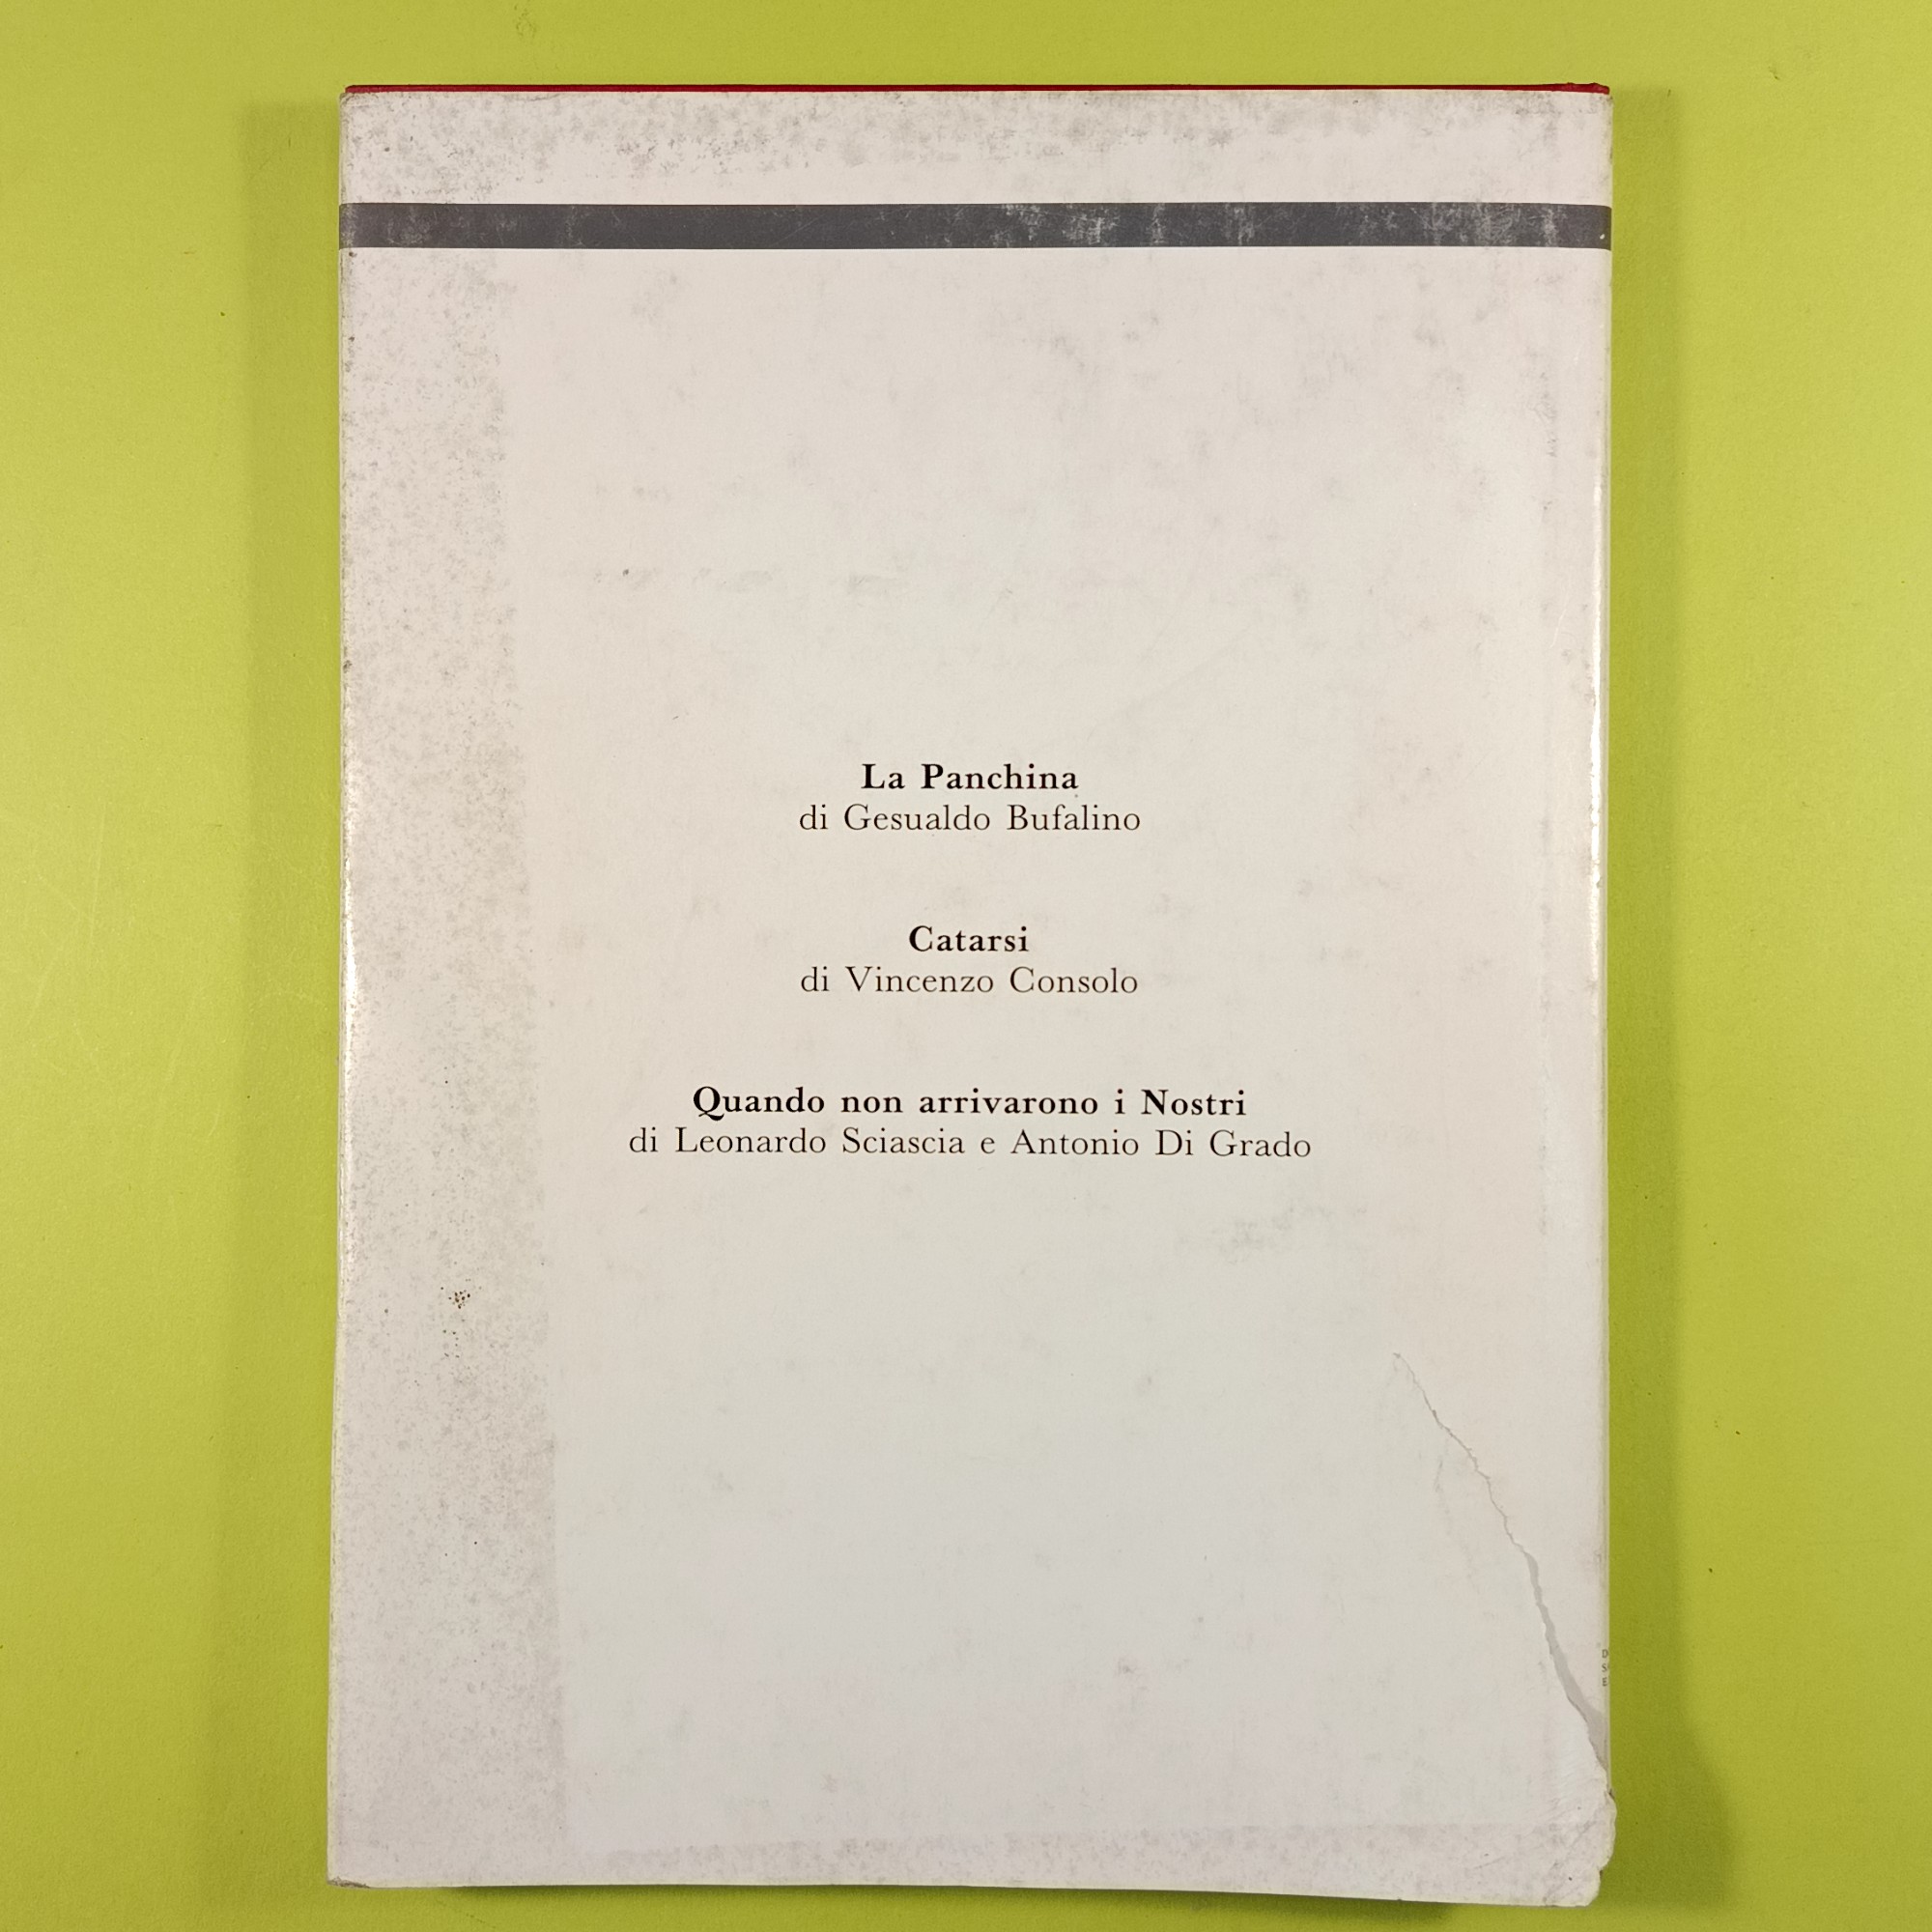 La Panchina
di Gesualdo Bufalino
Catarsi
di Vincenzo Consolo
Quando non arrivarono i Nostri
di Leonardo Sciascia e Antonio Di Grado